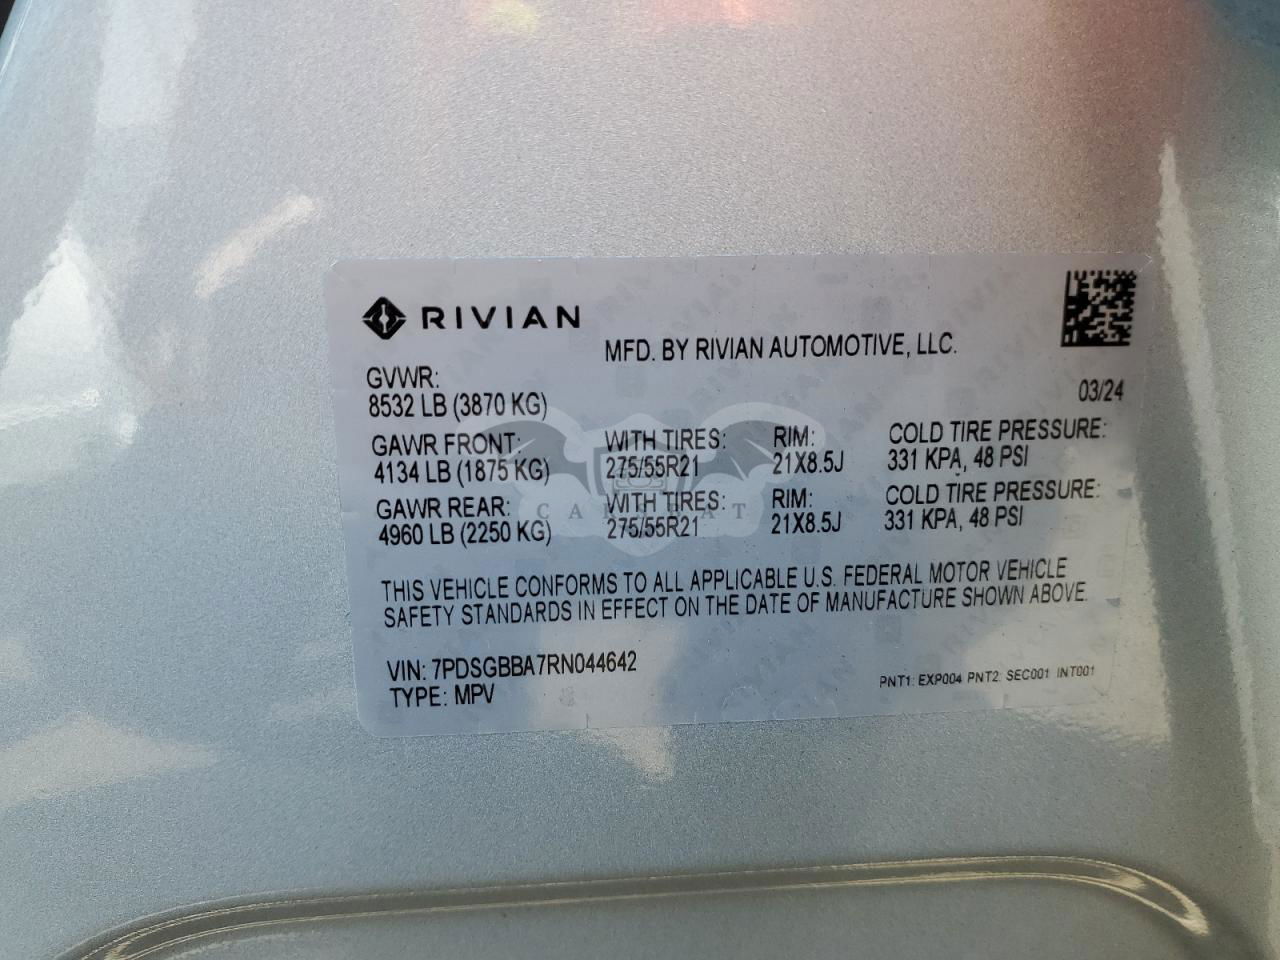 RIVIAN
MFD. BY RIVIAN AUTOMOTIVE, LLC.
GVWR:
8532 LB (3870 KG)
03/24
GAWR FRONT: WITH TIRES: RIM: COLD TIRE PRESSURE:
4134 LB (1875 KG) 275/55R21 21X8.5J 331 KPA, 48 PSI
GAWR REAR: WITH TIRES: RIM: COLD TIRE PRESSURE:
4960 LB (2250 KG) 275/55R21 21X8.5J 331 KPA, 48 PSI
CARSBAT
THIS VEHICLE CONFORMS TO ALL APPLICABLE U.S. FEDERAL MOTOR VEHICLE
SAFETY STANDARDS IN EFFECT ON THE DATE OF MANUFACTURE SHOWN ABOVE.
VIN: 7PDSGBBA7RN044642
TYPE: MPV
PNT1: EXP004 PNT2: SEC001 INT001